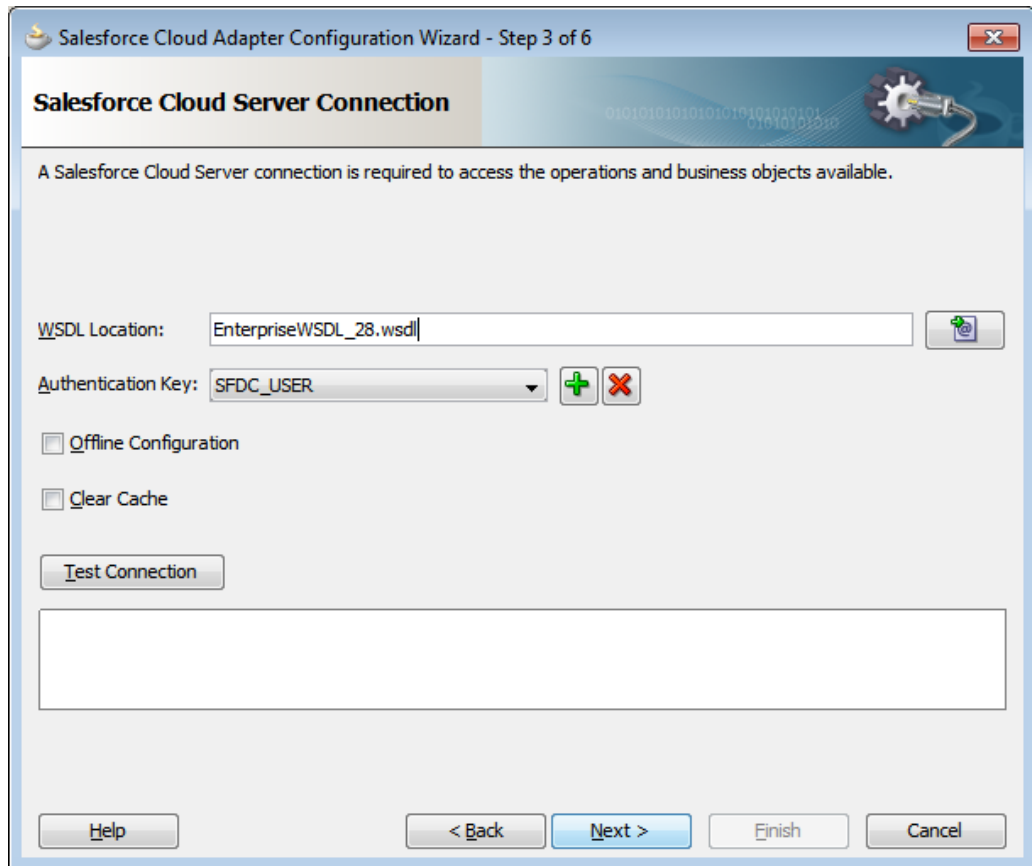 Salesforce Cloud Adapter Configuration Wizard - Step 3 of 6
Salesforce Cloud Server Connection
A Salesforce Cloud Server connection is required to access the operations and business objects available.
WSDL Location: EnterpriseWSDL_28.wsdl
Authentication Key: SFDC_USER
Offline Configuration
Clear Cache
Test Connection
Help < Back Next > Finish Cancel